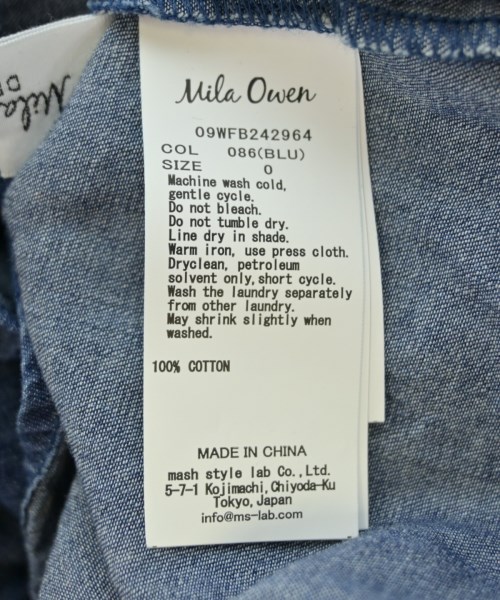 Mila
Mila Owen
09WFB242964
COL 086(BLU)
SIZE 0
Machine wash cold,
gentle cycle.
Do not bleach.
Do not tumble dry.
Line dry in shade.
Warm iron, use press cloth.
Dryclean, petroleum
solvent only,short cycle.
Wash the laundry separately
from other laundry.
May shrink slightly when
washed.
100% COTTON
MADE IN CHINA
mash style lab Co.,Ltd.
5-7-1 Kojimachi,Chiyoda-Ku
Tokyo,Japan
info@ms-lab.com